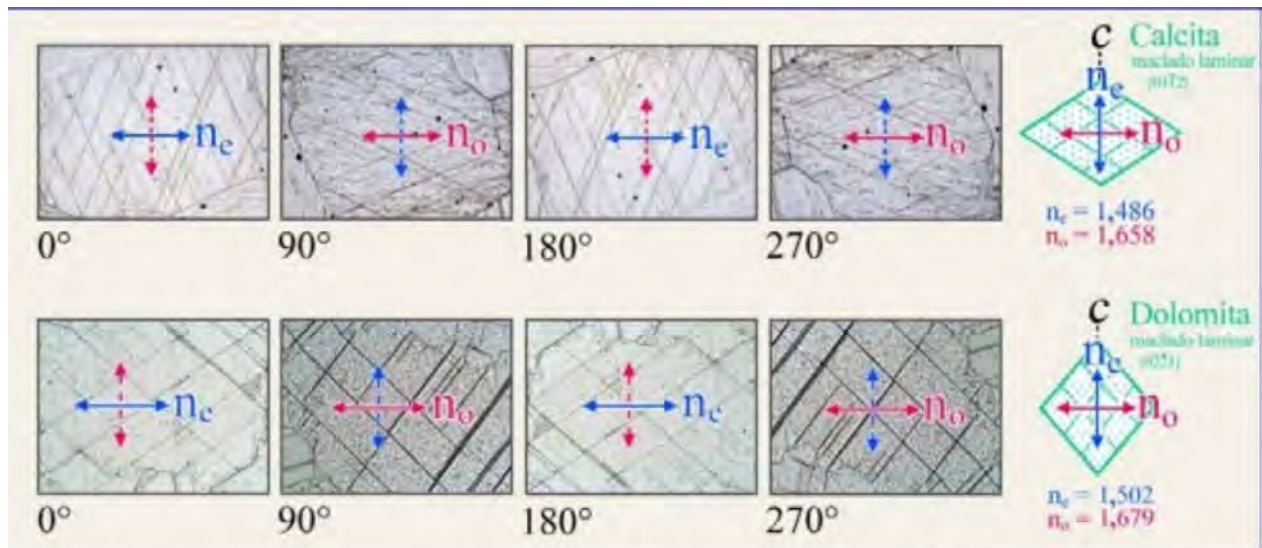 nₑ
nₒ
nₑ
nₒ
0°
90°
180°
270°
c
Calcita
maclado laminar
nₑ
nₒ
nₑ = 1,486
nₒ = 1,658
nₑ
nₒ
nₑ
nₒ
0°
90°
180°
270°
c
Dolomita
maclado laminar
nₑ
nₒ
nₑ = 1,502
nₒ = 1,679